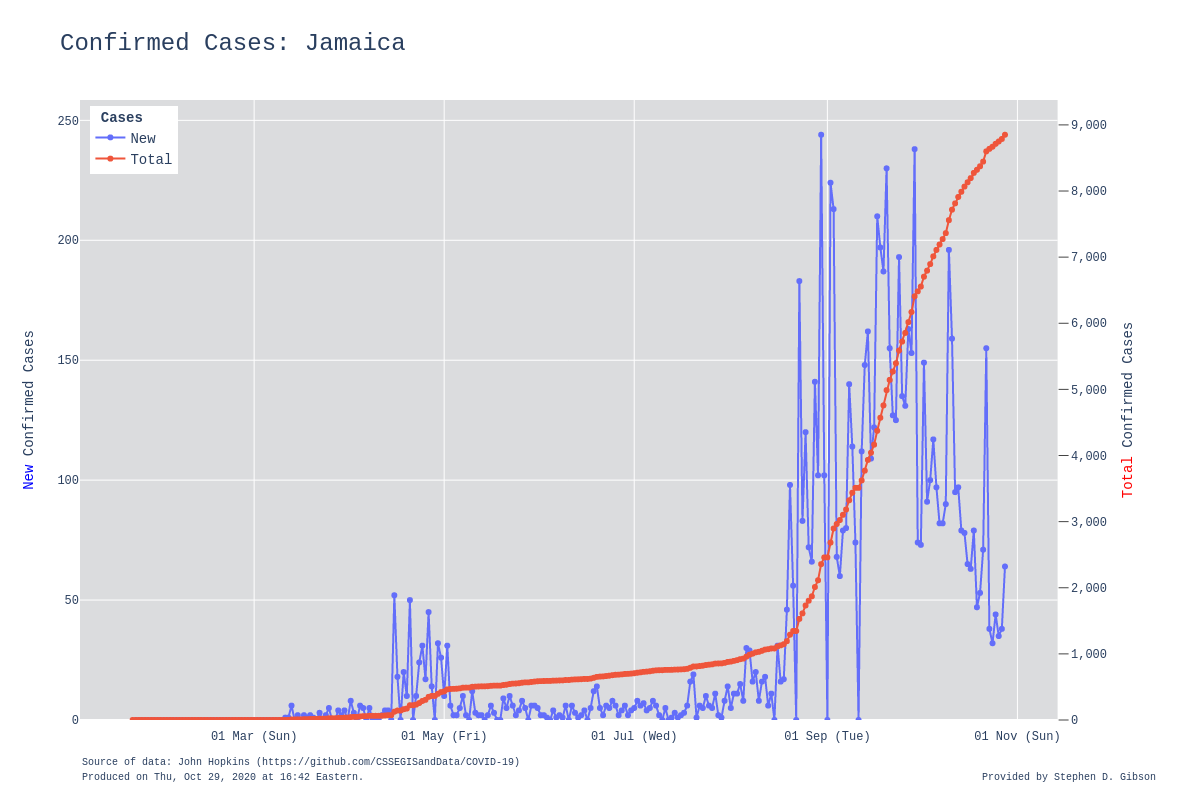 Confirmed Cases: Jamaica
Cases
New
Total
250
200
150
100
50
0
9,000
8,000
7,000
6,000
5,000
4,000
3,000
2,000
1,000
0
New Confirmed Cases
Total Confirmed Cases
01 Mar (Sun)
01 May (Fri)
01 Jul (Wed)
01 Sep (Tue)
01 Nov (Sun)
Source of data: John Hopkins (https://github.com/CSSEGISandData/COVID-19)
Produced on Thu, Oct 29, 2020 at 16:42 Eastern.
Provided by Stephen D. Gibson